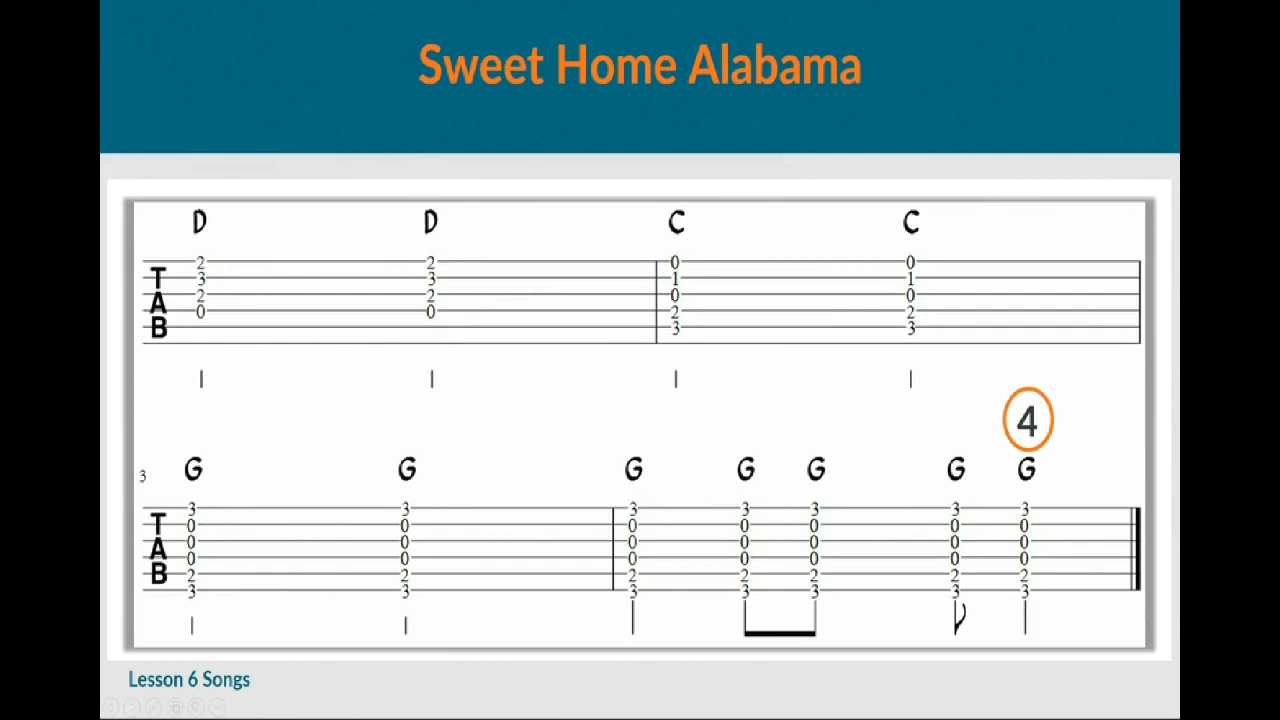 Sweet Home Alabama
D D C C
2 2 0 0
T 3 3 1 1
A 2 2 0 0
0 0 2 2
B 3 3
4
3 G G G G G G G
3 3 3 3 3 3 3
T 0 0 0 0 0 0 0
0 0 0 0 0 0 0
A 0 0 0 0 0 0 0
B 2 2 2 2 2 2 2
3 3 3 3 3 3 3
Lesson 6 Songs